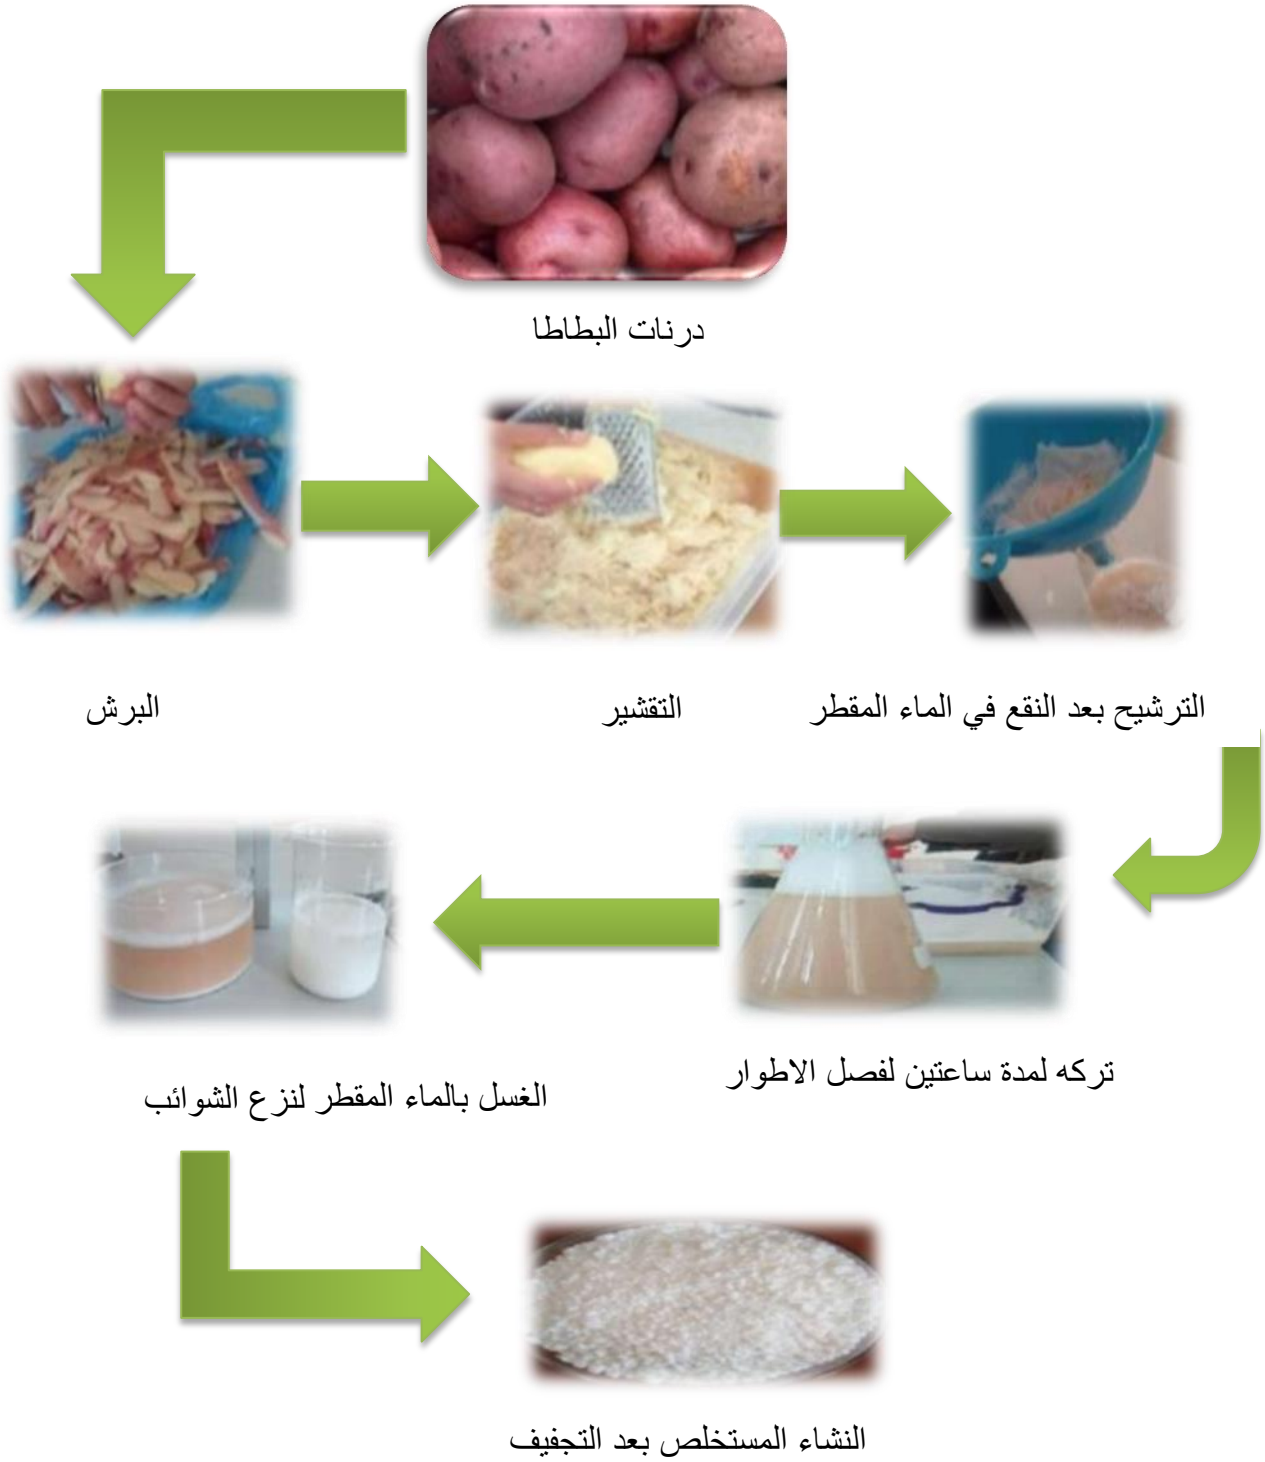 درنات البطاطا
البرش
التقشير
الترشيح بعد النقع في الماء المقطر
تركه لمدة ساعتين لفصل الاطوار
الغسل بالماء المقطر لنزع الشوائب
النشاء المستخلص بعد التجفيف